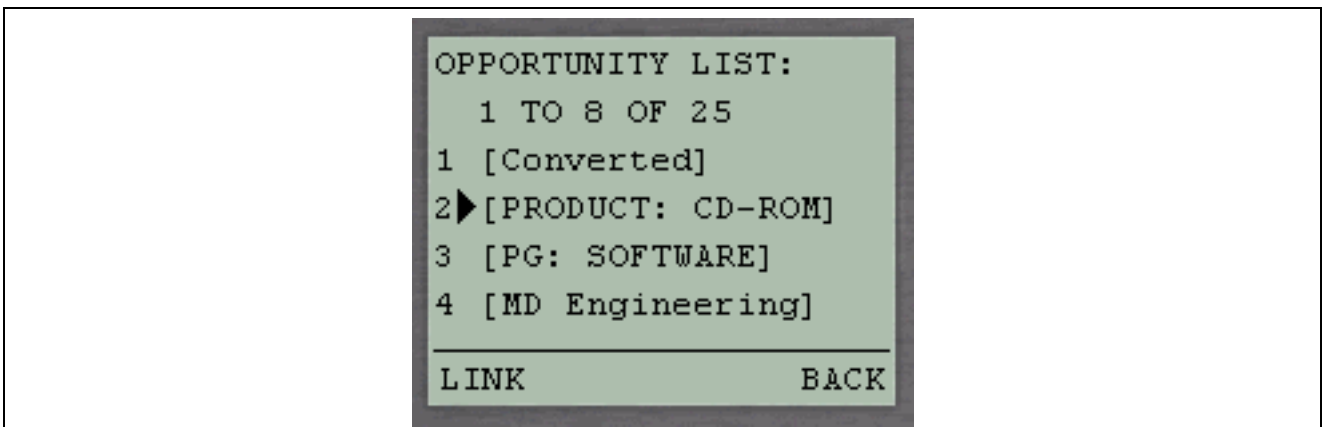 OPPORTUNITY LIST:
1 TO 8 OF 25
1 [Converted]
2 [PRODUCT: CD-ROM]
3 [PG: SOFTWARE]
4 [MD Engineering]
LINK BACK